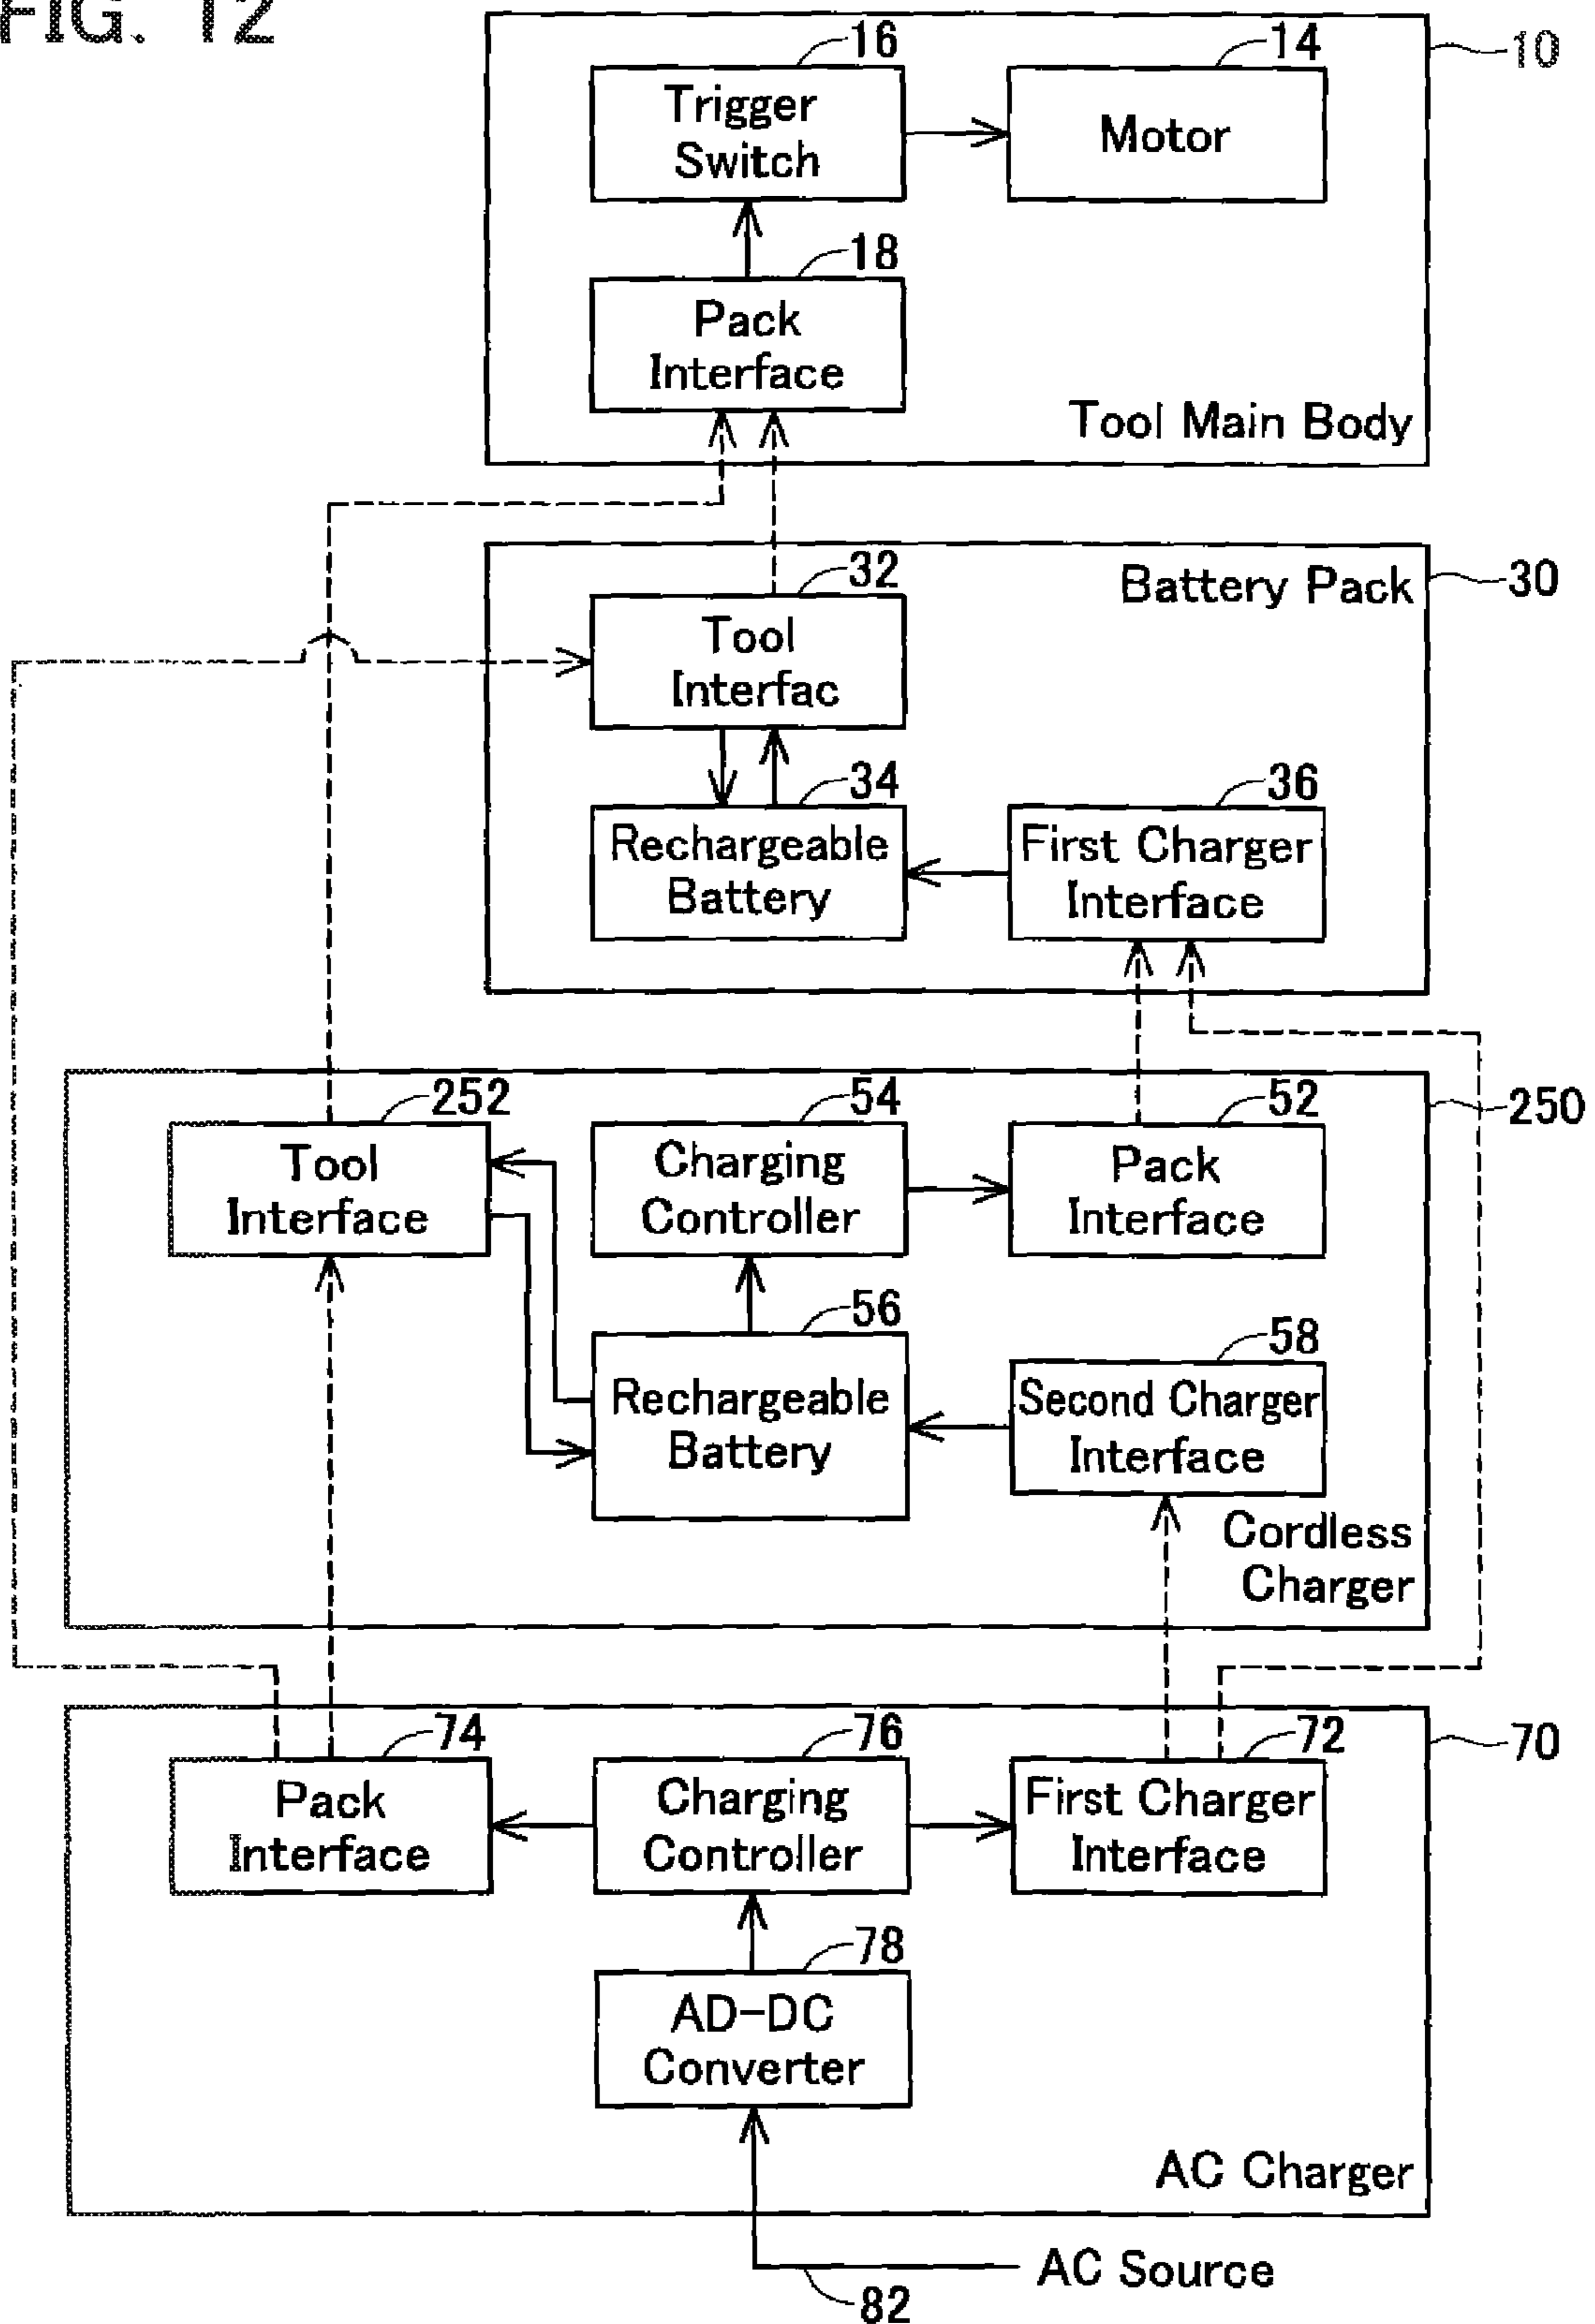 FIG. 12
10
16
14
Trigger
Switch
Motor
18
Pack
Interface
Tool Main Body
30
Battery Pack
32
Tool
Interfac
34
36
Rechargeable
Battery
First Charger
Interface
250
252
54
52
Tool
Interface
Charging
Controller
Pack
Interface
56
58
Rechargeable
Battery
Second Charger
Interface
Cordless
Charger
70
74
76
72
Pack
Interface
Charging
Controller
First Charger
Interface
78
AD-DC
Converter
AC Charger
AC Source
82